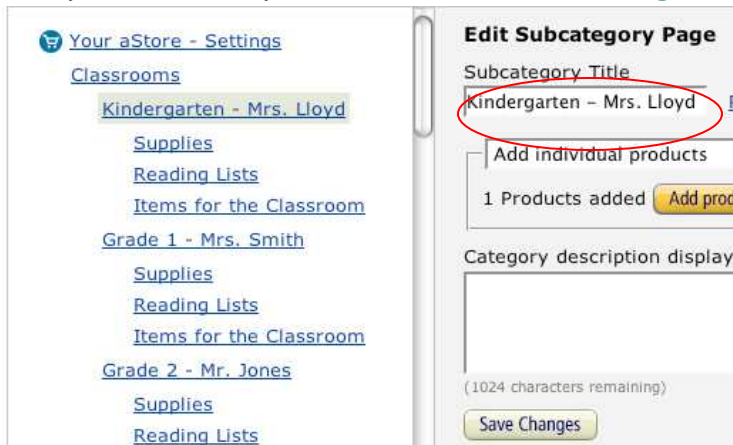 Your aStore - Settings
Classrooms
Kindergarten - Mrs. Lloyd
Supplies
Reading Lists
Items for the Classroom
Grade 1 - Mrs. Smith
Supplies
Reading Lists
Items for the Classroom
Grade 2 - Mr. Jones
Supplies
Reading Lists
Edit Subcategory Page
Subcategory Title
Kindergarten – Mrs. Lloyd
Add individual products
1 Products added Add prod
Category description display
(1024 characters remaining)
Save Changes